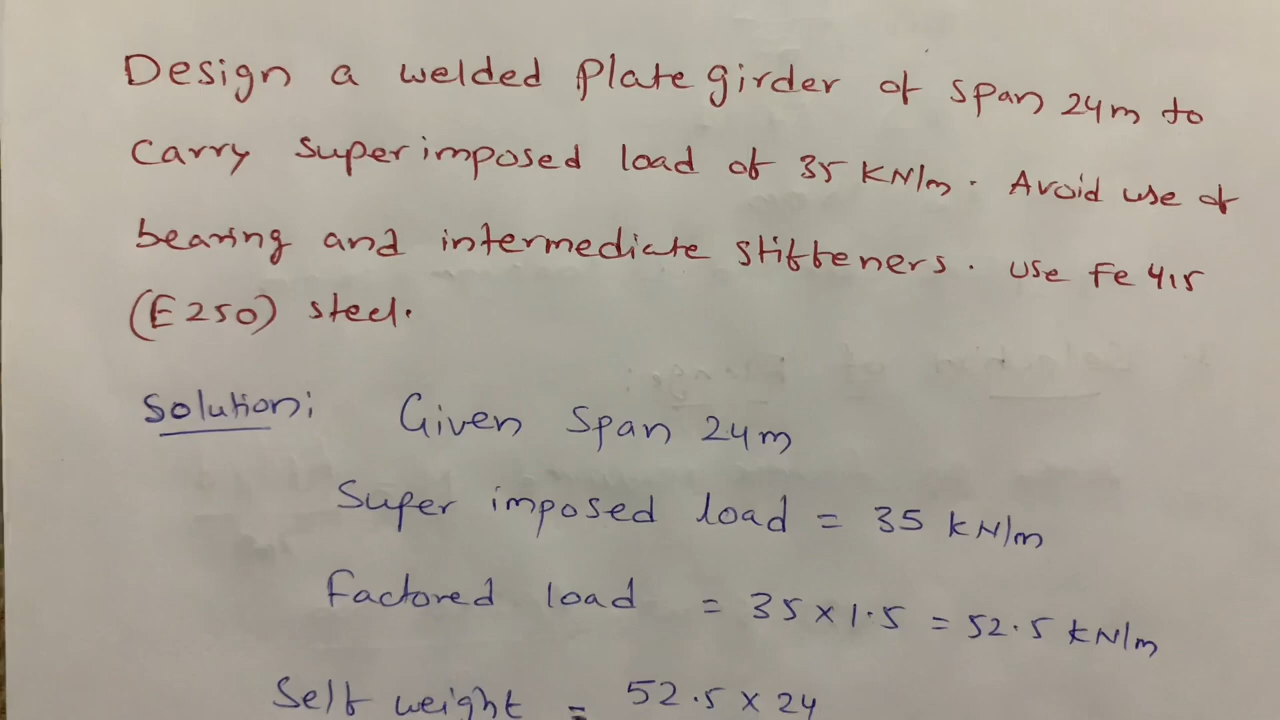 Design a welded plate girder of span 24m to
carry superimposed load of 35 KN/m. Avoid use of
bearing and intermediate stiffeners. Use Fe 415
(E250) steel.
Solution: Given Span 24m
Super imposed load = 35 kN/m
Factored load = 35 x 1.5 = 52.5 kN/m
Self weight = 52.5 x 24